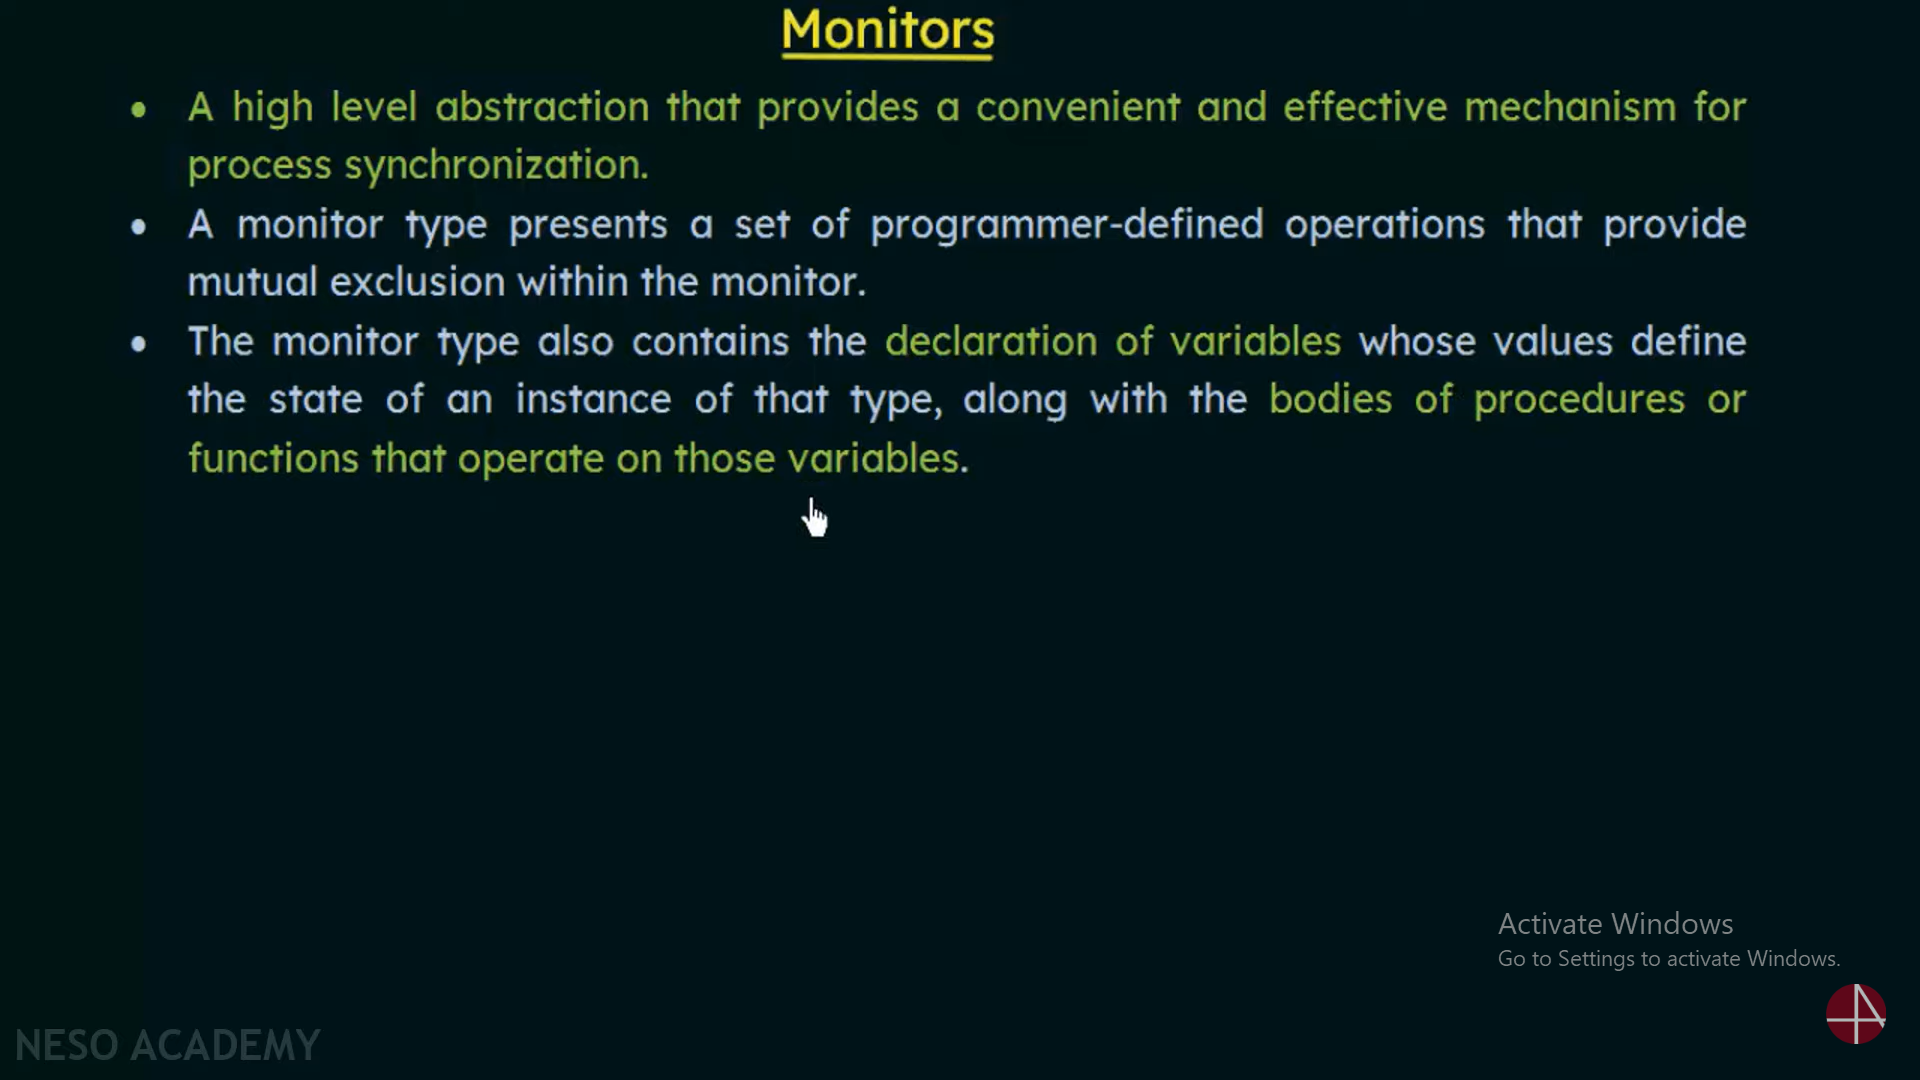 Monitors
• A high level abstraction that provides a convenient and effective mechanism for
process synchronization.
• A monitor type presents a set of programmer-defined operations that provide
mutual exclusion within the monitor.
• The monitor type also contains the declaration of variables whose values define
the state of an instance of that type, along with the bodies of procedures or
functions that operate on those variables.
Activate Windows
Go to Settings to activate Windows.
NESO ACADEMY